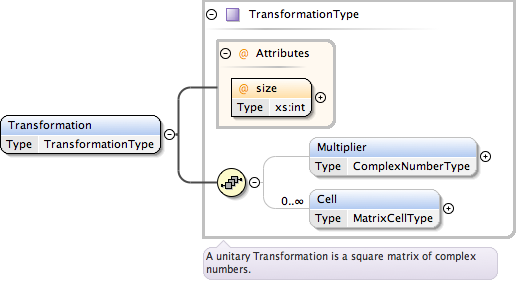 TransformationType
@ Attributes
@ size
Type xs:int
Transformation
Type TransformationType
Multiplier
Type ComplexNumberType
0..∞
Cell
Type MatrixCellType
A unitary Transformation is a square matrix of complex
numbers.